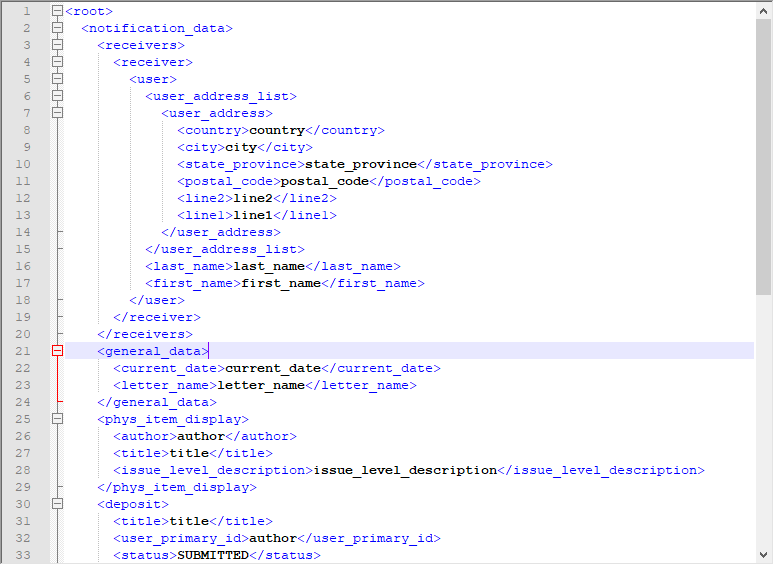 1 <root>
2 <notification_data>
3 <receivers>
4 <receiver>
5 <user>
6 <user_address_list>
7 <user_address>
8 <country>country</country>
9 <city>city</city>
10 <state_province>state_province</state_province>
11 <postal_code>postal_code</postal_code>
12 <line2>line2</line2>
13 <line1>line1</line1>
14 </user_address>
15 </user_address_list>
16 <last_name>last_name</last_name>
17 <first_name>first_name</first_name>
18 </user>
19 </receiver>
20 </receivers>
21 <general_data>
22 <current_date>current_date</current_date>
23 <letter_name>letter_name</letter_name>
24 </general_data>
25 <phys_item_display>
26 <author>author</author>
27 <title>title</title>
28 <issue_level_description>issue_level_description</issue_level_description>
29 </phys_item_display>
30 <deposit>
31 <title>title</title>
32 <user_primary_id>author</user_primary_id>
33 <status>SUBMITTED</status>